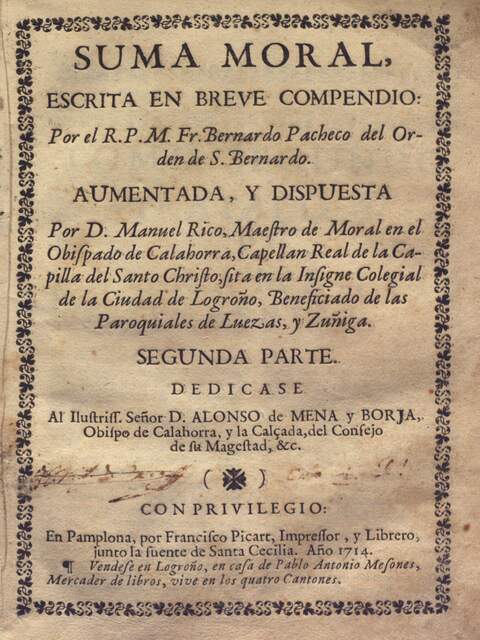 SUMA MORAL,
ESCRITA EN BREVE COMPENDIO:
Por el R. P. M. Fr. Bernardo Pacheco del Or-
den de S. Bernardo.
AUMENTADA, Y DISPUESTA
Por D. Manuel Rico, Maeſtro de Moral en el
Obiſpado de Calahorra, Capellan Real de la Ca-
pilla del Santo Chriſto, ſita en la Inſigne Colegial
de la Ciudad de Logroño, Beneficiado de las
Paroquiales de Luezas, y Zuñiga.
SEGUNDA PARTE.
DEDICASE
Al Iluſtriſſ. Señor D. ALONSO de MENA y BORJA,
Obiſpo de Calahorra, y la Calçada, del Conſejo
de ſu Mageſtad, &c.
CON PRIVILEGIO:
En Pamplona, por Franciſco Picart, Impreſſor, y Librero,
junto la fuente de Santa Cecilia. Año 1714.
¶ Vendeſe en Logroño, en caſa de Pablo Antonio Meſones,
Mercader de libros, vive en los quatro Cantones.